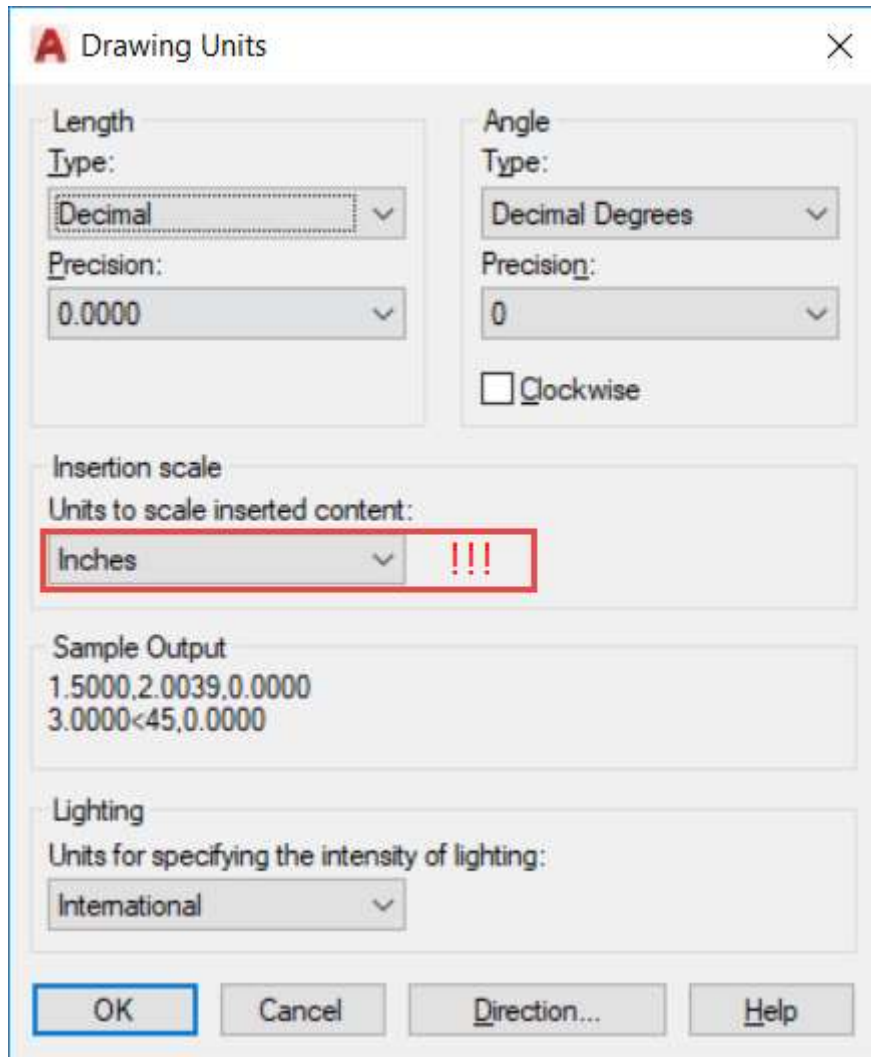 Drawing Units
Length
Type:
Decimal
Precision:
0.0000
Angle
Type:
Decimal Degrees
Precision:
0
Clockwise
Insertion scale
Units to scale inserted content:
Inches !!!
Sample Output
1.5000,2.0039,0.0000
3.0000<45,0.0000
Lighting
Units for specifying the intensity of lighting:
International
OK Cancel Direction... Help